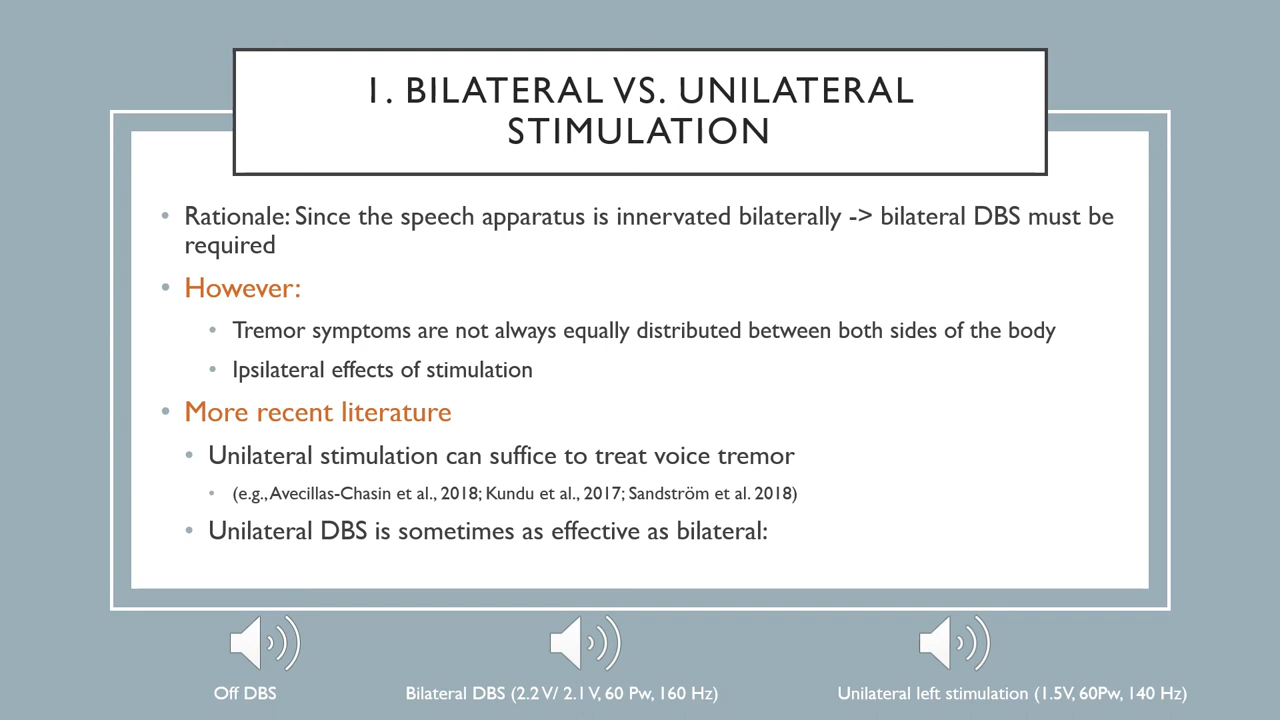 1. BILATERAL VS. UNILATERAL
STIMULATION
• Rationale: Since the speech apparatus is innervated bilaterally -> bilateral DBS must be
required
• However:
• Tremor symptoms are not always equally distributed between both sides of the body
• Ipsilateral effects of stimulation
• More recent literature
• Unilateral stimulation can suffice to treat voice tremor
• (e.g., Avecillas-Chasin et al., 2018; Kundu et al., 2017; Sandström et al. 2018)
• Unilateral DBS is sometimes as effective as bilateral:
Off DBS
Bilateral DBS (2.2 V/ 2.1 V, 60 Pw, 160 Hz)
Unilateral left stimulation (1.5V, 60Pw, 140 Hz)